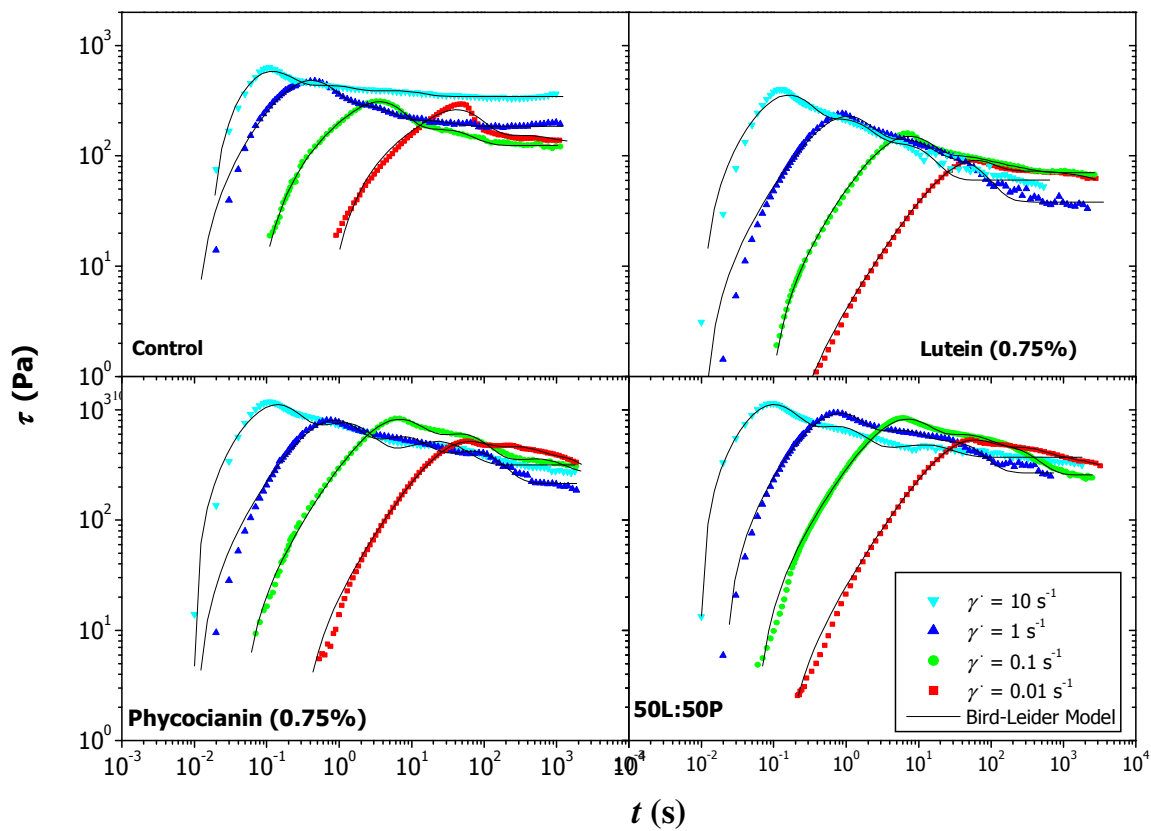 10³
10²
10¹
10⁰
Control
Lutein (0.75%)
τ (Pa)
10³¹⁰
10²
10¹
10⁰
Phycocianin (0.75%)
50L:50P
γ˙ = 10 s⁻¹
γ˙ = 1 s⁻¹
γ˙ = 0.1 s⁻¹
γ˙ = 0.01 s⁻¹
Bird-Leider Model
10⁻³ 10⁻² 10⁻¹ 10⁰ 10¹ 10² 10³ 10⁻² 10⁻¹ 10⁰ 10¹ 10² 10³ 10⁴
t (s)